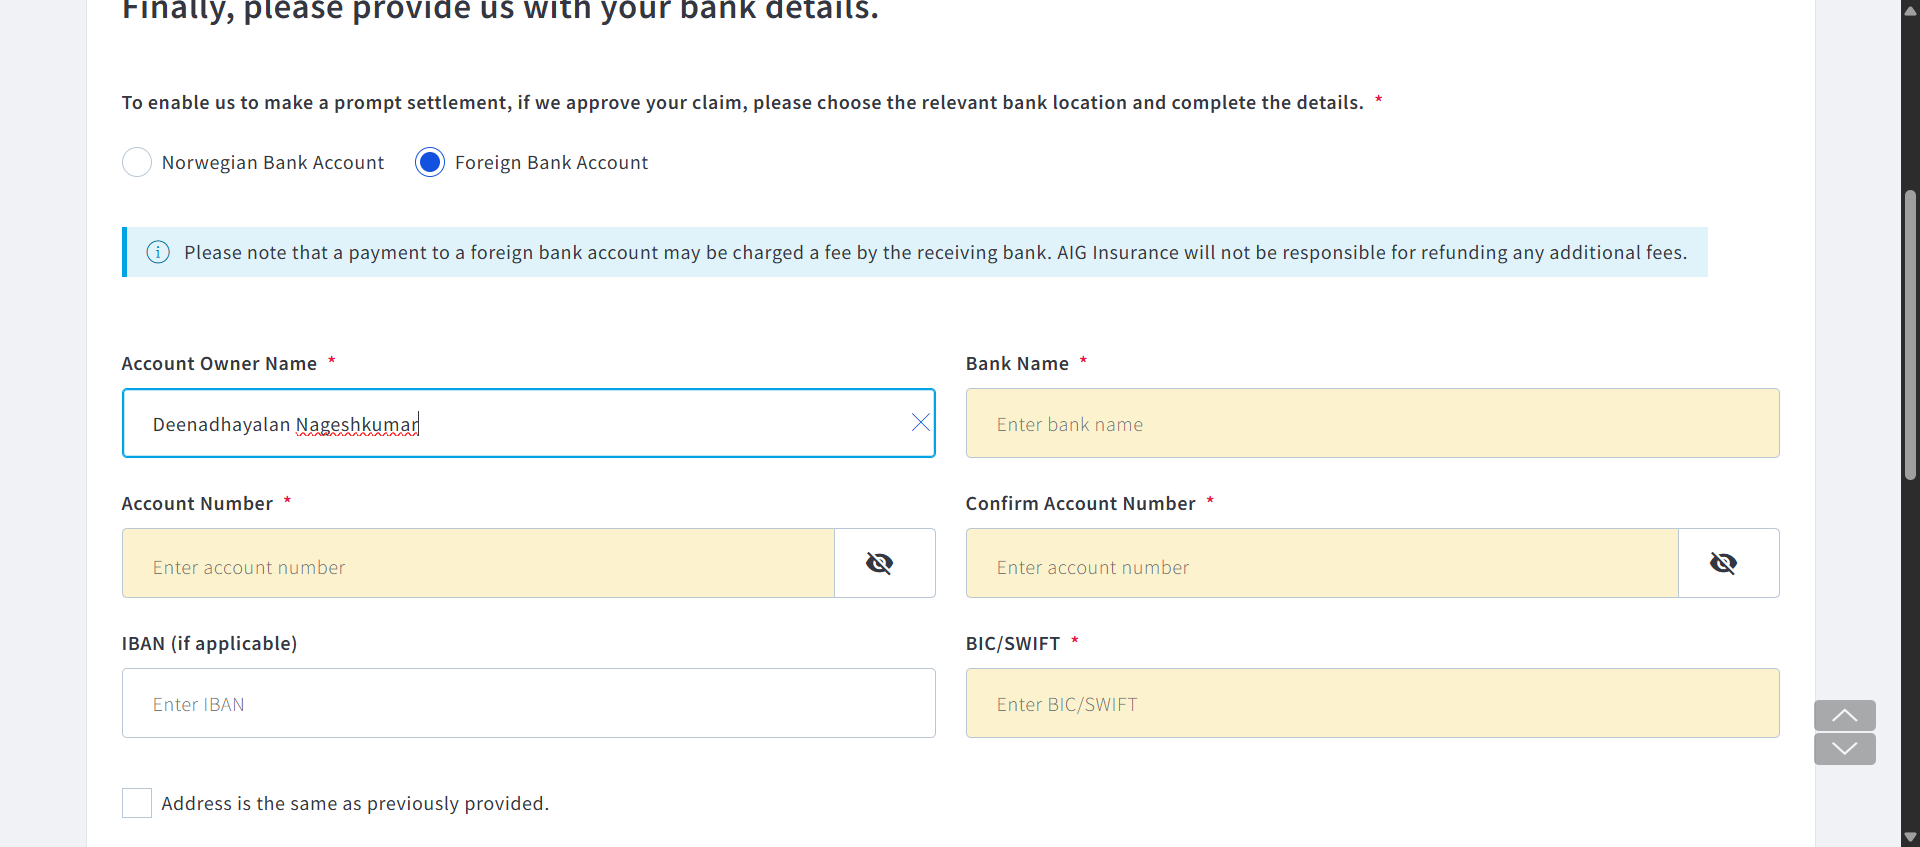 Finally, please provide us with your bank details.
To enable us to make a prompt settlement, if we approve your claim, please choose the relevant bank location and complete the details. *
Norwegian Bank Account Foreign Bank Account
Please note that a payment to a foreign bank account may be charged a fee by the receiving bank. AIG Insurance will not be responsible for refunding any additional fees.
Account Owner Name * Bank Name *
Deenadhayalan Nageshkumar Enter bank name
Account Number * Confirm Account Number *
Enter account number Enter account number
IBAN (if applicable) BIC/SWIFT *
Enter IBAN Enter BIC/SWIFT
Address is the same as previously provided.